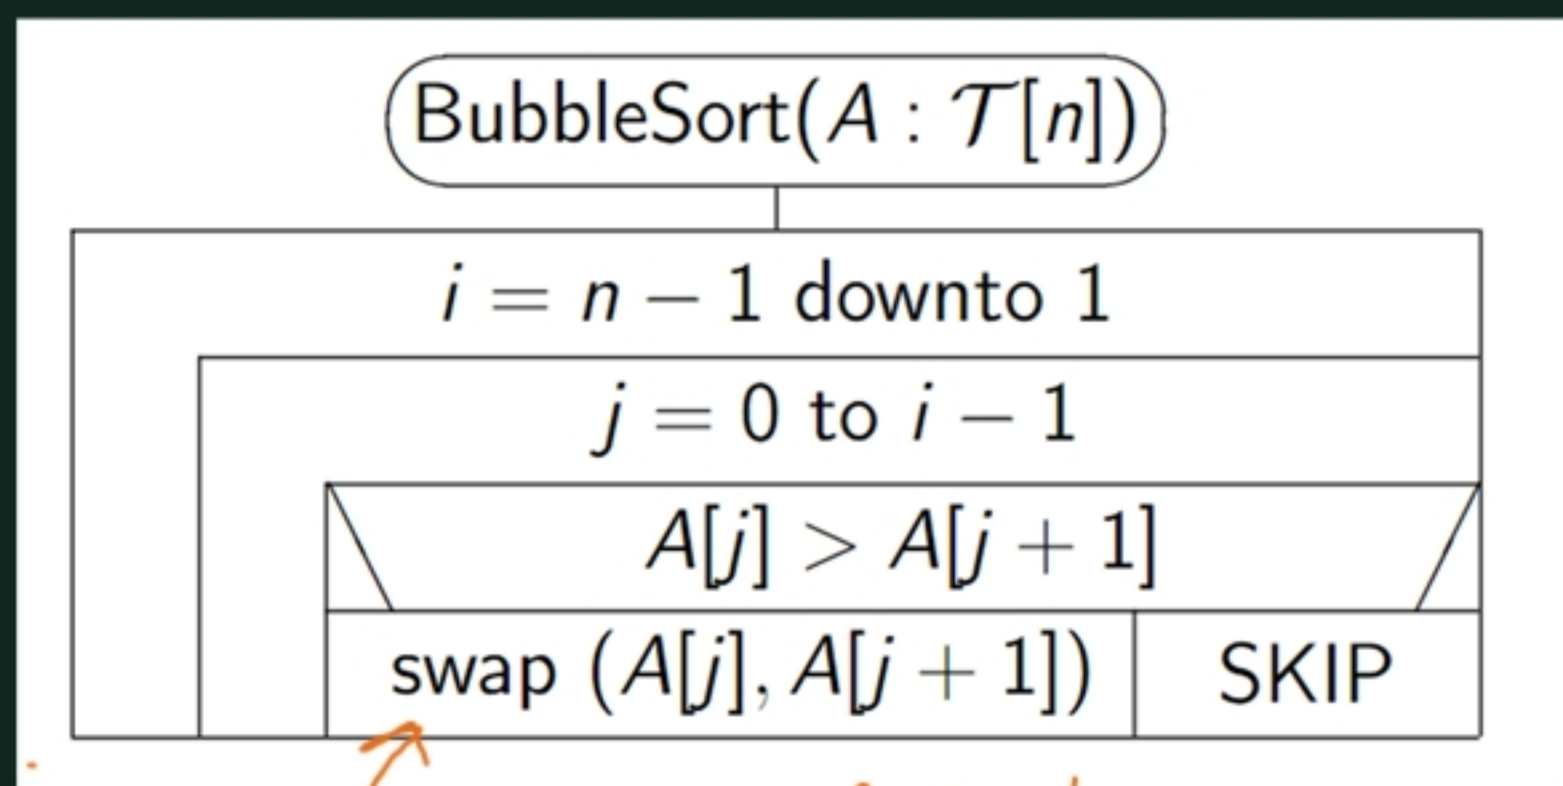 BubbleSort(A : 𝒯[n])
i = n − 1 downto 1
j = 0 to i − 1
A[j] > A[j + 1]
swap (A[j], A[j + 1]) SKIP